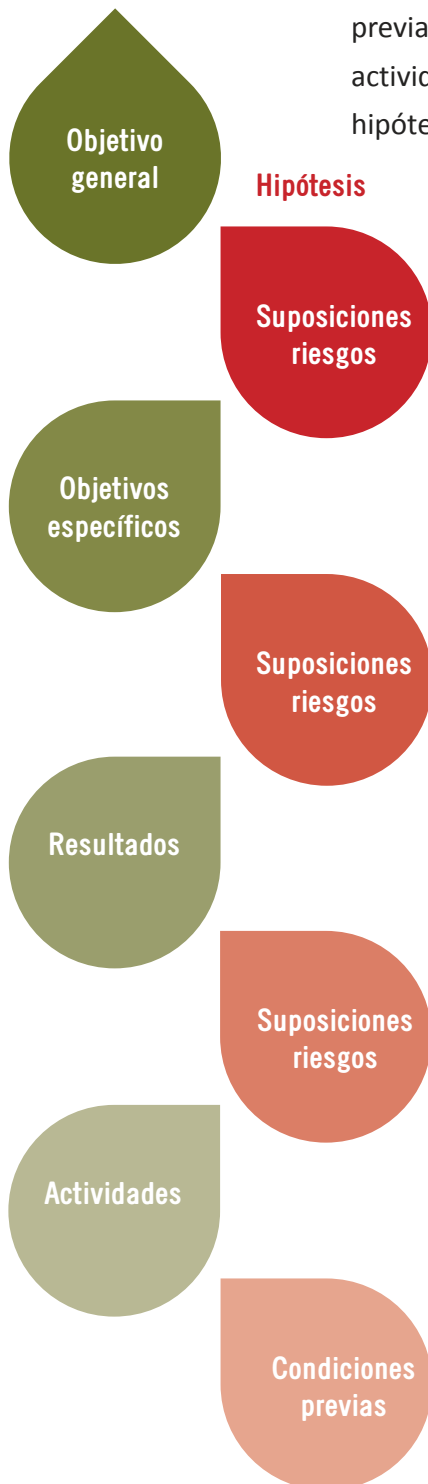 previa
activid
hipóte
Objetivo
general
Hipótesis
Suposiciones
riesgos
Objetivos
específicos
Suposiciones
riesgos
Resultados
Suposiciones
riesgos
Actividades
Condiciones
previas